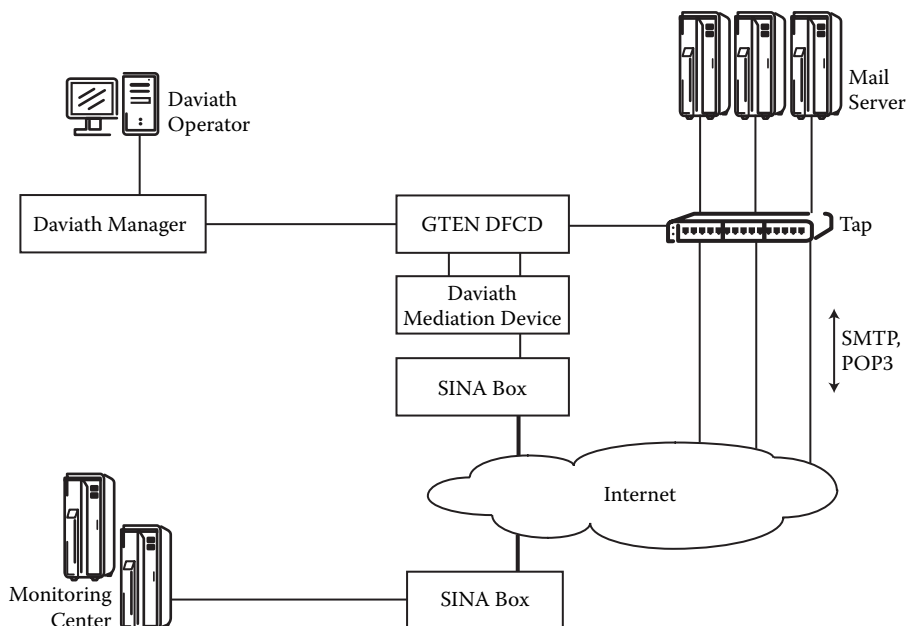 Mail
Server
Daviath
Operator
Daviath Manager
GTEN DFCD
Tap
Daviath
Mediation Device
SMTP,
POP3
SINA Box
Internet
Monitoring
Center
SINA Box